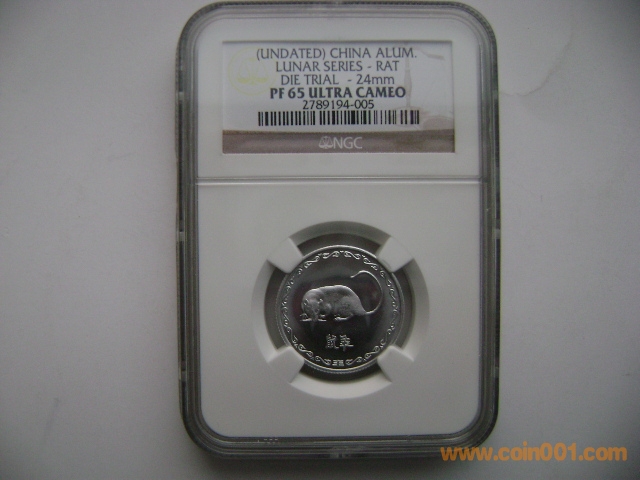 (UNDATED) CHINA ALUM.
LUNAR SERIES - RAT
DIE TRIAL - 24mm
PF 65 ULTRA CAMEO
2789194-005
NGC
鼠年
www.coin001.com